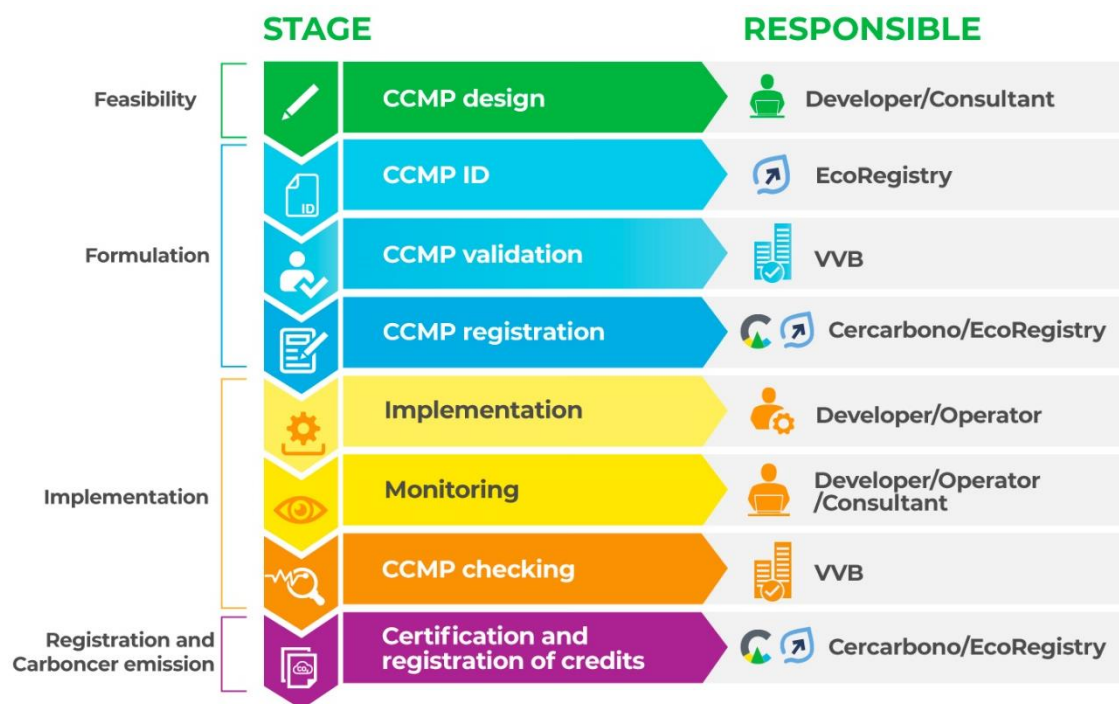 STAGE
RESPONSIBLE
Feasibility
CCMP design
Developer/Consultant
Formulation
ID
CCMP ID
EcoRegistry
CCMP validation
VVB
CCMP registration
Cercarbono/EcoRegistry
Implementation
Implementation
Developer/Operator
Monitoring
Developer/Operator
/Consultant
CCMP checking
VVB
Registration and
Carboncer emission
CO₂
Certification and
registration of credits
Cercarbono/EcoRegistry